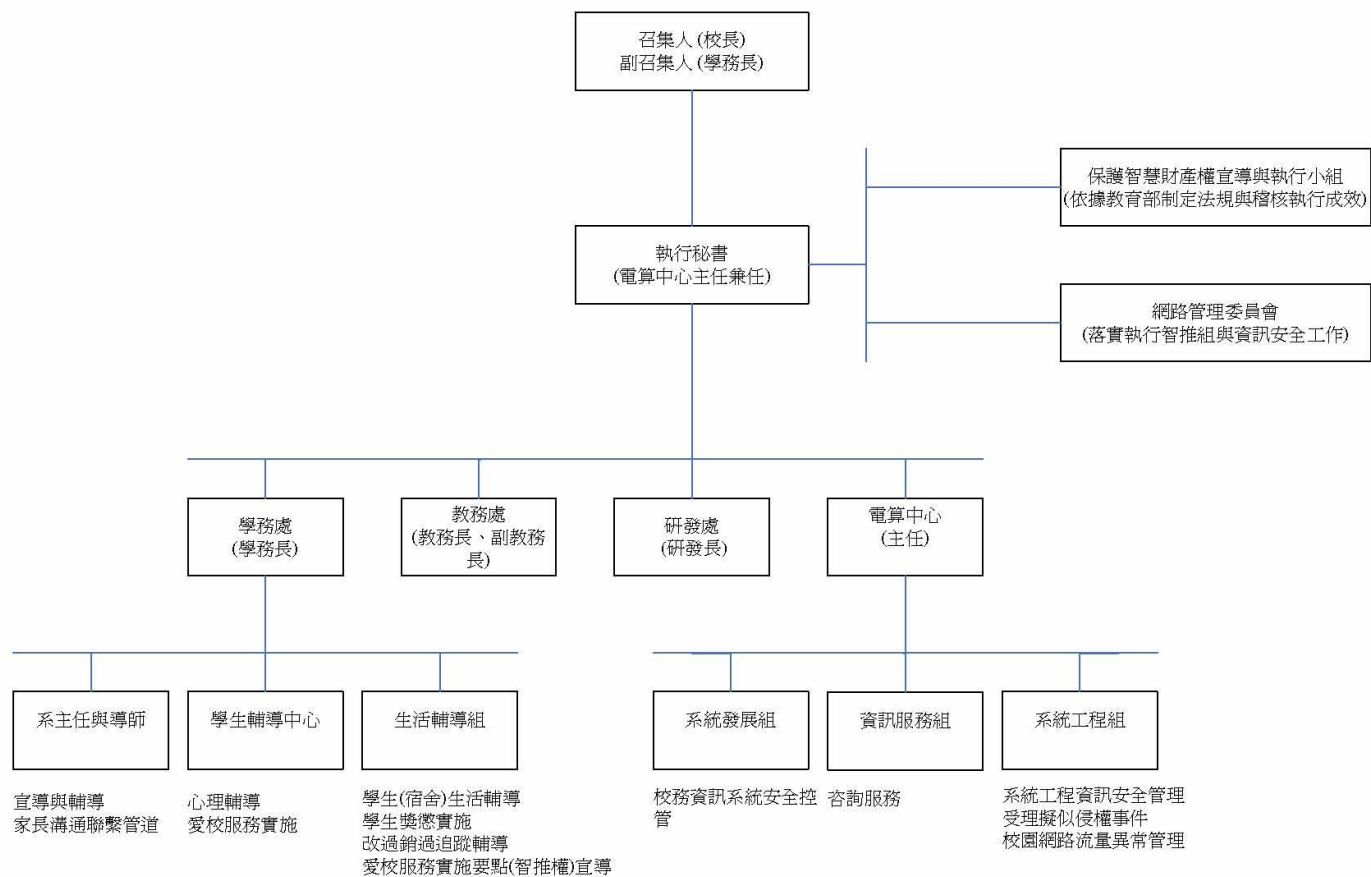 召集人 (校長)
副召集人 (學務長)
保護智慧財產權宣導與執行小組
(依據教育部制定法規與稽核執行成效)
執行秘書
(電算中心主任兼任)
網路管理委員會
(落實執行智推組與資訊安全工作)
學務處
(學務長)
教務處
(教務長、副教務
長)
研發處
(研發長)
電算中心
(主任)
系主任與導師
學生輔導中心
生活輔導組
系統發展組
資訊服務組
系統工程組
宣導與輔導
家長溝通聯繫管道
心理輔導
愛校服務實施
學生(宿舍)生活輔導
學生獎懲實施
改過銷過追蹤輔導
愛校服務實施要點(智推權)宣導
校務資訊系統安全控
管
咨詢服務
系統工程資訊安全管理
受理擬似侵權事件
校園網路流量異常管理